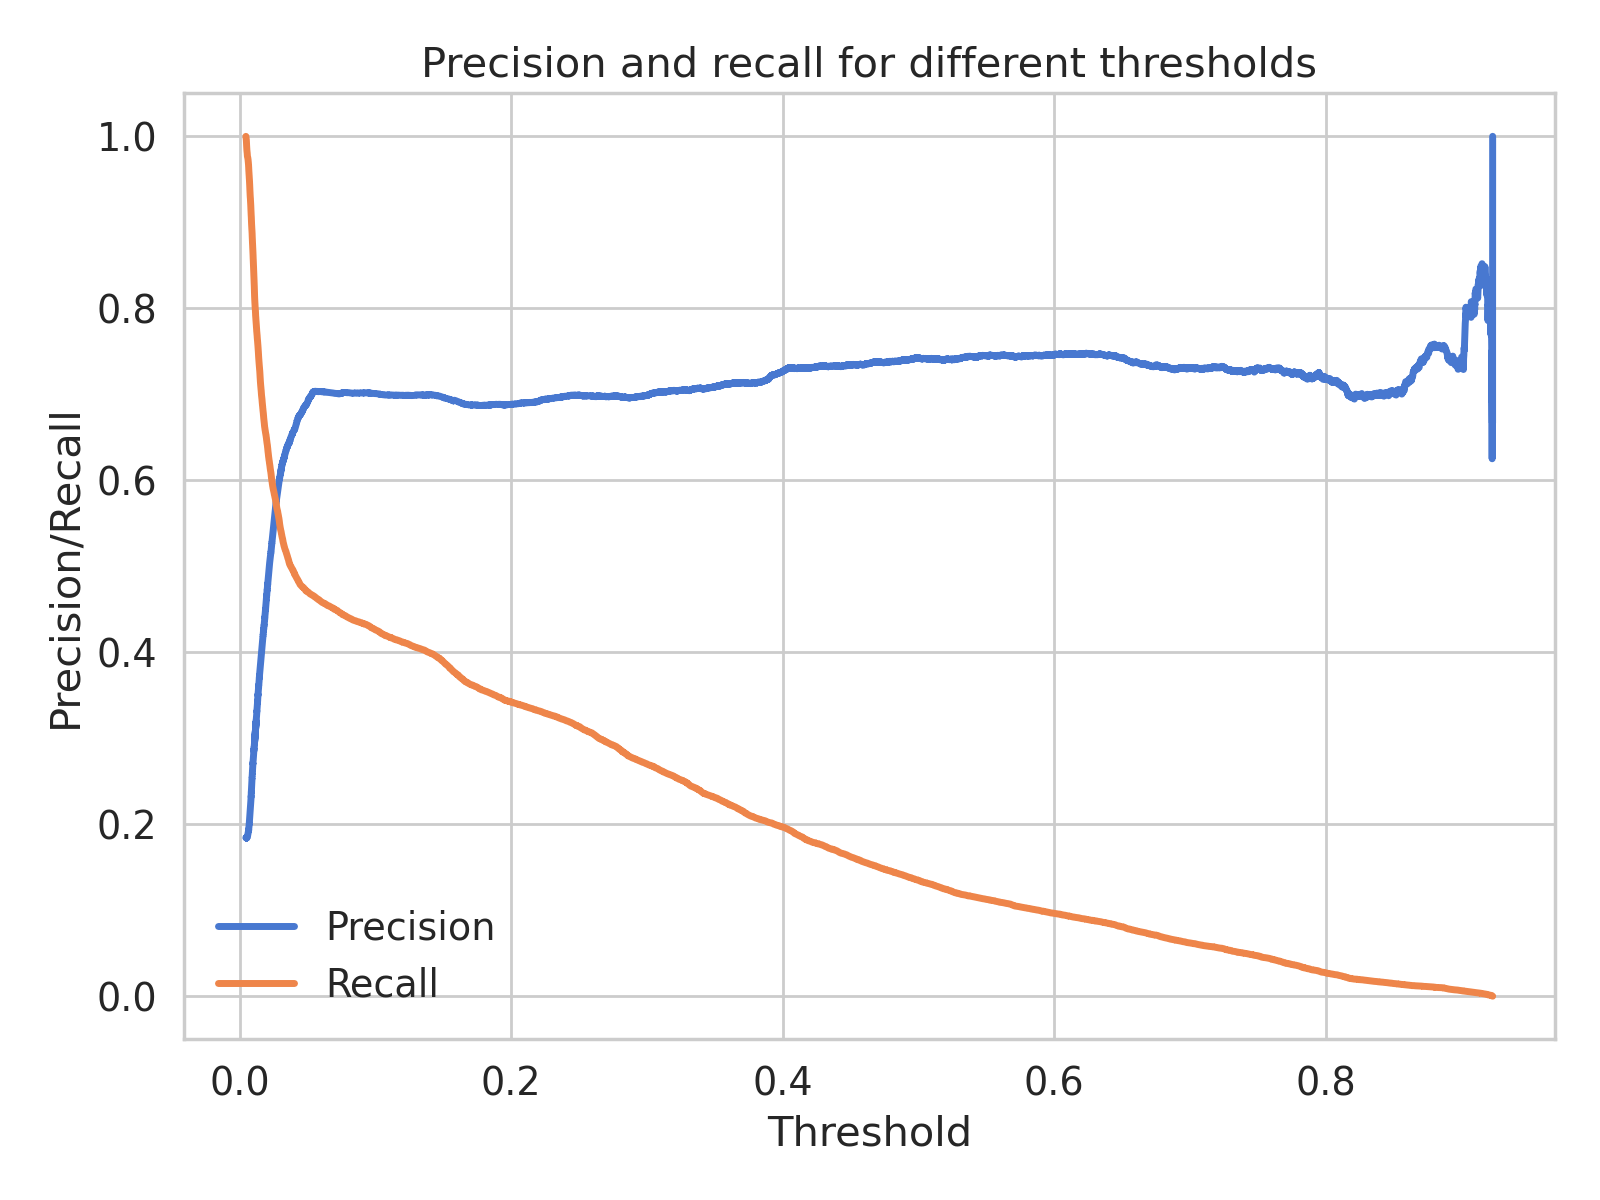 Precision and recall for different thresholds
1.0
0.8
0.6
0.4
0.2
0.0
Precision/Recall
Precision
Recall
0.0 0.2 0.4 0.6 0.8
Threshold